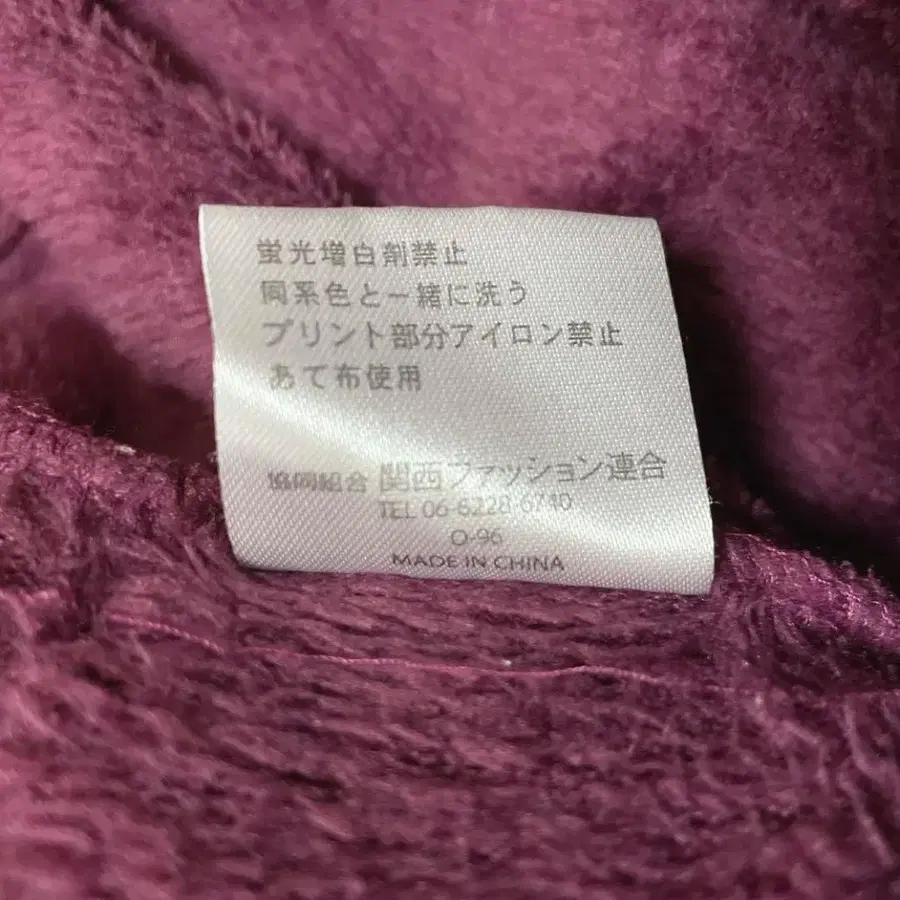 蛍光増白剤禁止
同系色と一緒に洗う
プリント部分アイロン禁止
あて布使用
協同組合 関西ファッション連合
TEL 06-6228-6740
O-96
MADE IN CHINA